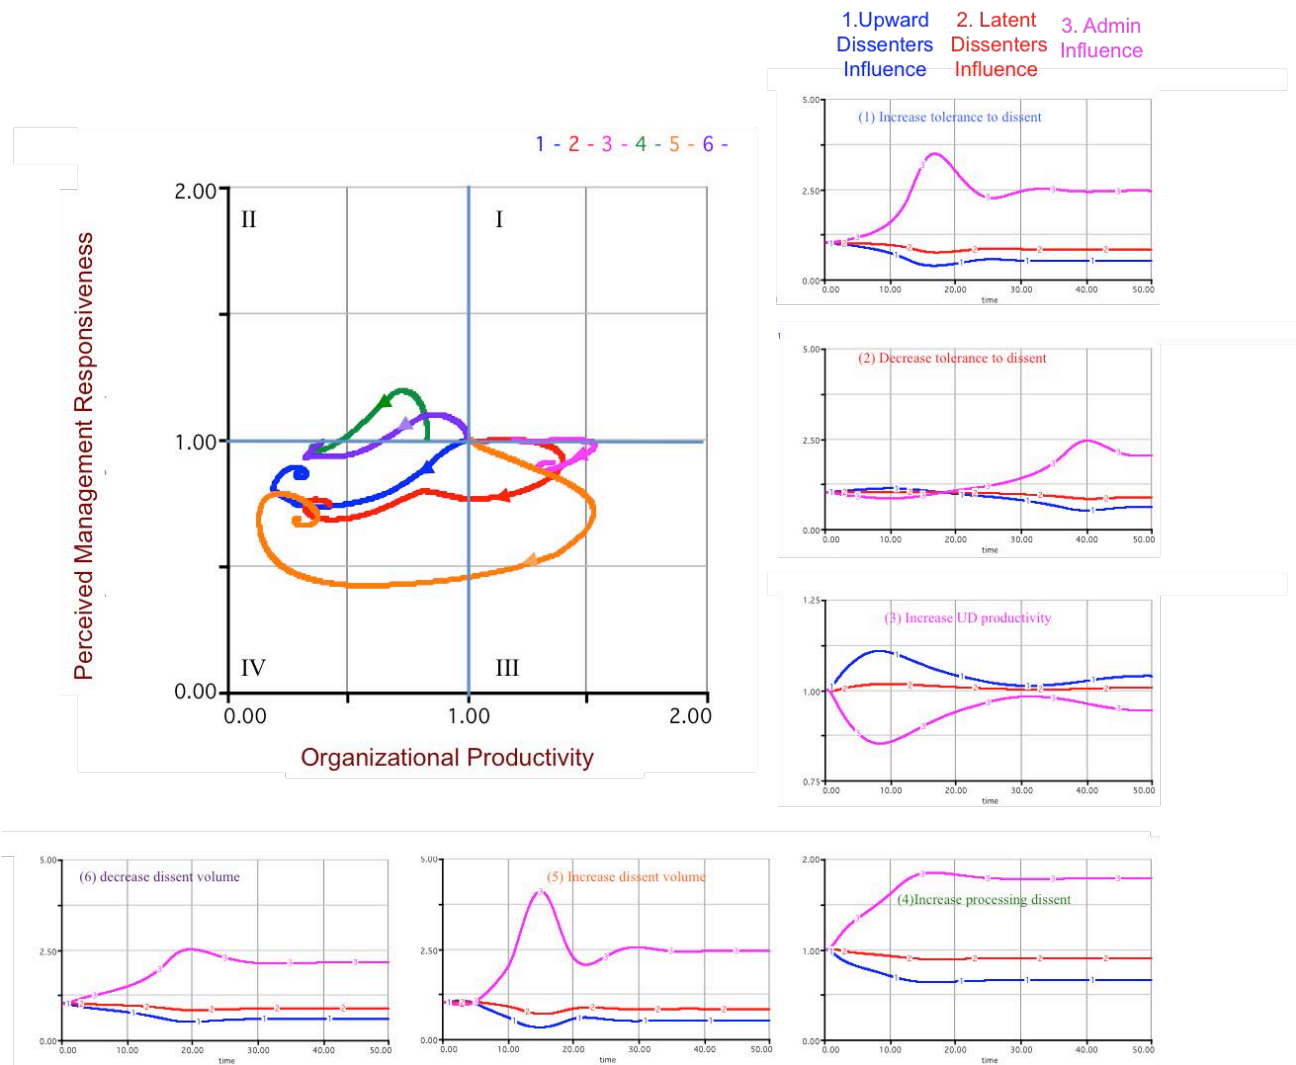 1.Upward 2. Latent 3. Admin
Dissenters Dissenters Influence
Influence Influence
1 - 2 - 3 - 4 - 5 - 6 -
2.00
II I
1.00
IV III
0.00
0.00 1.00 2.00
Perceived Management Responsiveness
Organizational Productivity
5.00
(1) Increase tolerance to dissent
2.50
0.00
0.00 10.00 20.00 30.00 40.00 50.00
time
5.00
(2) Decrease tolerance to dissent
2.50
0.00
0.00 10.00 20.00 30.00 40.00 50.00
time
1.25
(3) Increase UD productivity
1.00
0.75
0.00 10.00 20.00 30.00 40.00 50.00
time
5.00
(6) decrease dissent volume
2.50
0.00
0.00 10.00 20.00 30.00 40.00 50.00
time
5.00
(5) Increase dissent volume
2.50
0.00
0.00 10.00 20.00 30.00 40.00 50.00
time
2.00
(4)Increase processing dissent
1.00
0.00
0.00 10.00 20.00 30.00 40.00 50.00
time